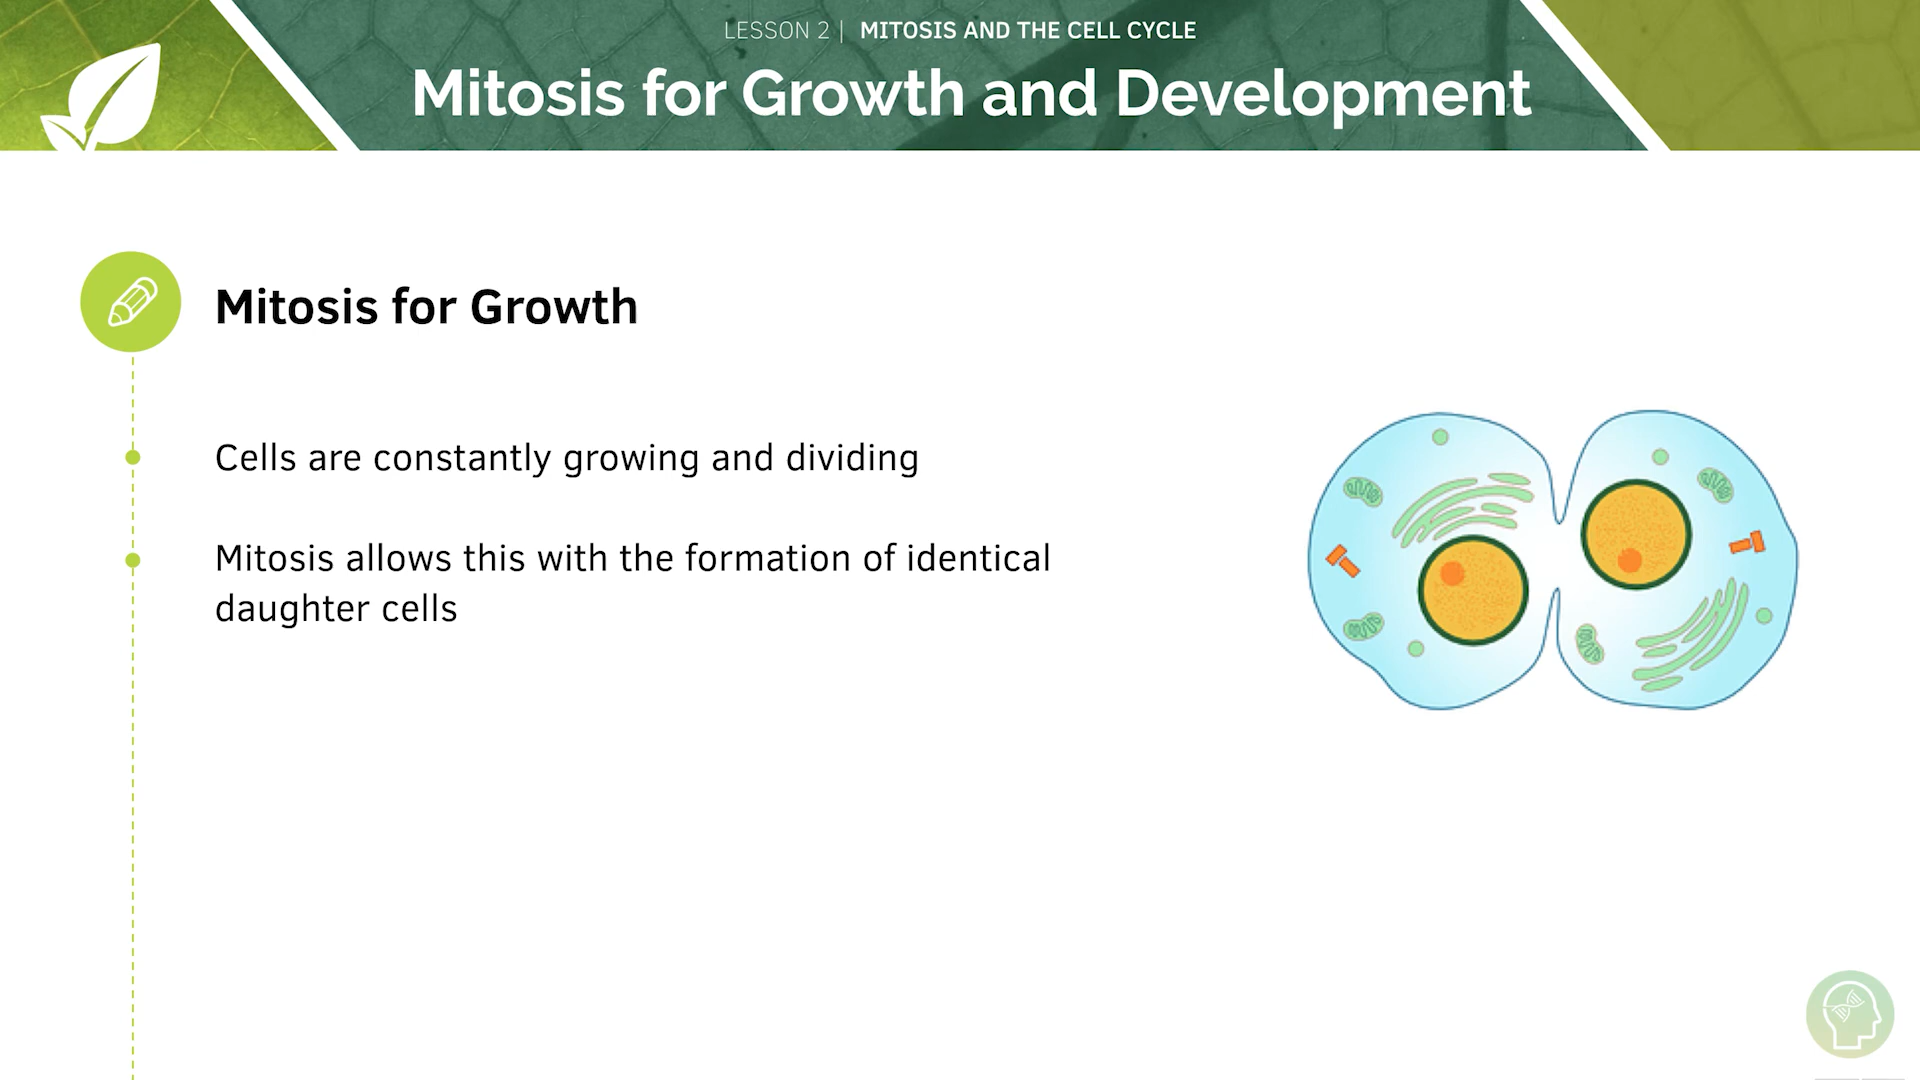 LESSON 2 | MITOSIS AND THE CELL CYCLE
Mitosis for Growth and Development
Mitosis for Growth
Cells are constantly growing and dividing
Mitosis allows this with the formation of identical
daughter cells